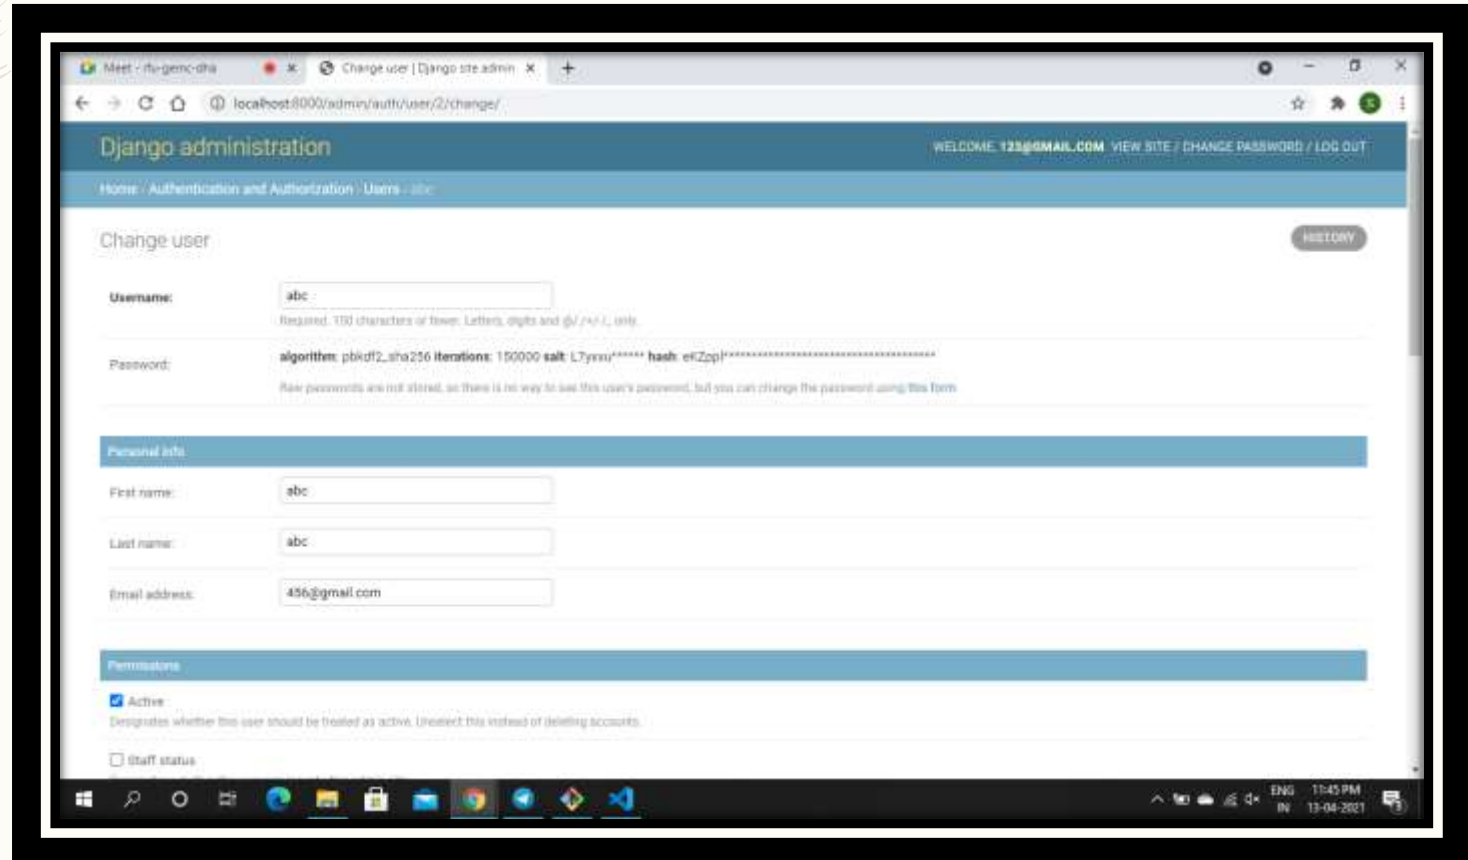 Meet - rfu-gemc-dha
Change user | Django site admin
localhost:8000/admin/auth/user/2/change/
Django administration
WELCOME, 123@GMAIL.COM VIEW SITE / CHANGE PASSWORD / LOG OUT
Home › Authentication and Authorization › Users › abc
Change user
HISTORY
Username:
abc
Required. 150 characters or fewer. Letters, digits and @/./+/-/_ only.
Password:
algorithm: pbkdf2_sha256 iterations: 150000 salt: hash:
Raw passwords are not stored, so there is no way to see this user's password, but you can change the password using this form.
Personal info
First name:
abc
Last name:
abc
Email address:
456@gmail.com
Permissions
Active
Designates whether this user should be treated as active. Unselect this instead of deleting accounts.
Staff status
ENG 11:45 PM
IN 13-04-2021